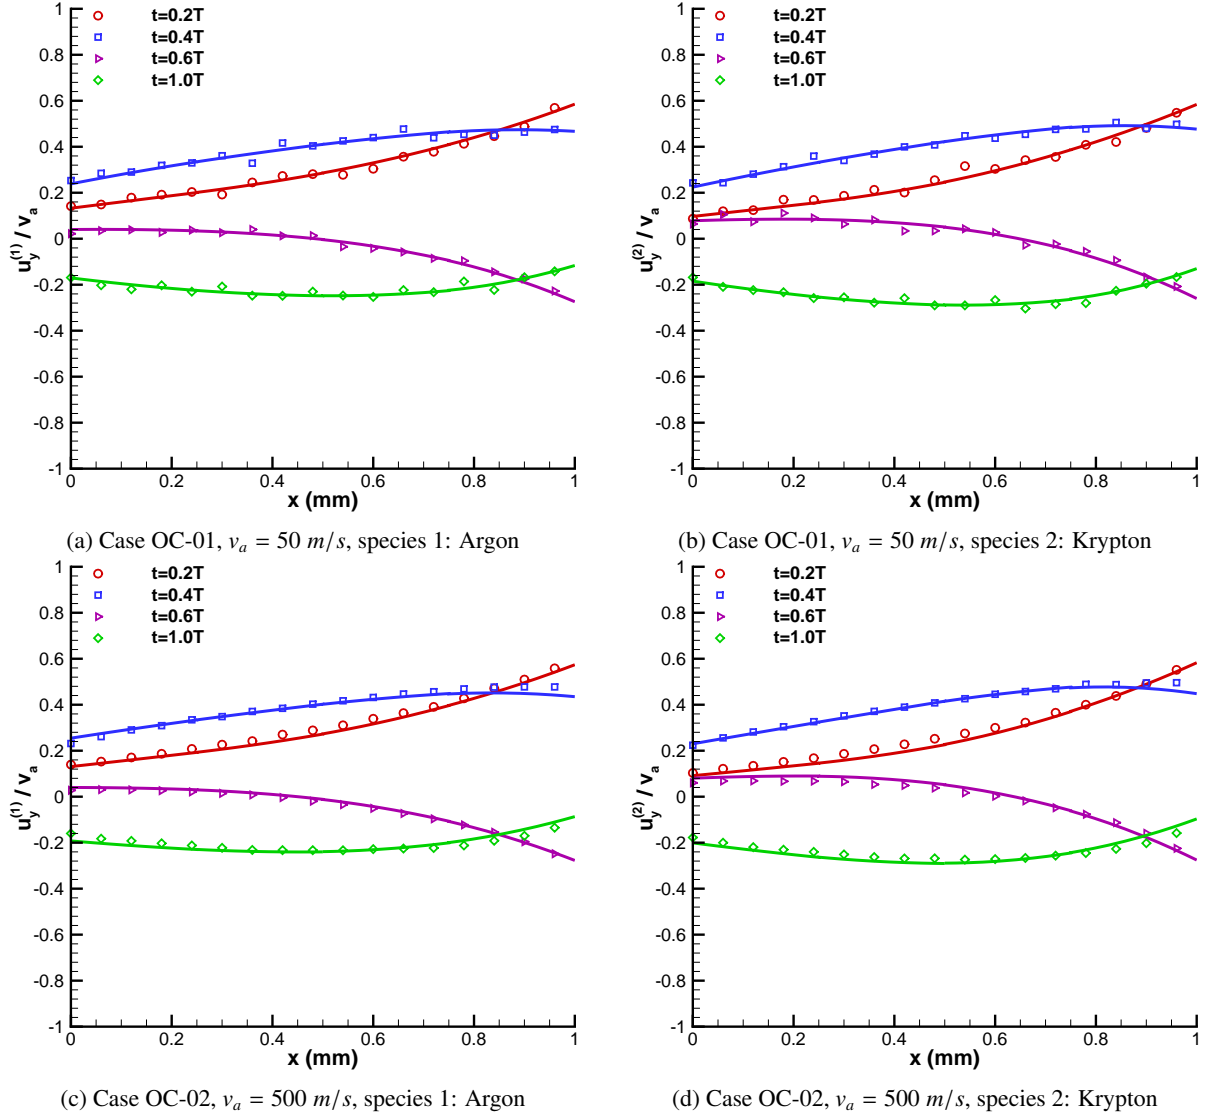 t=0.2T
t=0.4T
t=0.6T
t=1.0T
1
0.8
0.6
0.4
0.2
0
-0.2
-0.4
-0.6
-0.8
-1
u_y^(1) / v_a
0 0.2 0.4 0.6 0.8 1
x (mm)
(a) Case OC-01, v_a = 50 m/s, species 1: Argon
t=0.2T
t=0.4T
t=0.6T
t=1.0T
1
0.8
0.6
0.4
0.2
0
-0.2
-0.4
-0.6
-0.8
-1
u_y^(2) / v_a
0 0.2 0.4 0.6 0.8 1
x (mm)
(b) Case OC-01, v_a = 50 m/s, species 2: Krypton
t=0.2T
t=0.4T
t=0.6T
t=1.0T
1
0.8
0.6
0.4
0.2
0
-0.2
-0.4
-0.6
-0.8
-1
u_y^(1) / v_a
0 0.2 0.4 0.6 0.8 1
x (mm)
(c) Case OC-02, v_a = 500 m/s, species 1: Argon
t=0.2T
t=0.4T
t=0.6T
t=1.0T
1
0.8
0.6
0.4
0.2
0
-0.2
-0.4
-0.6
-0.8
-1
u_y^(2) / v_a
0 0.2 0.4 0.6 0.8 1
x (mm)
(d) Case OC-02, v_a = 500 m/s, species 2: Krypton